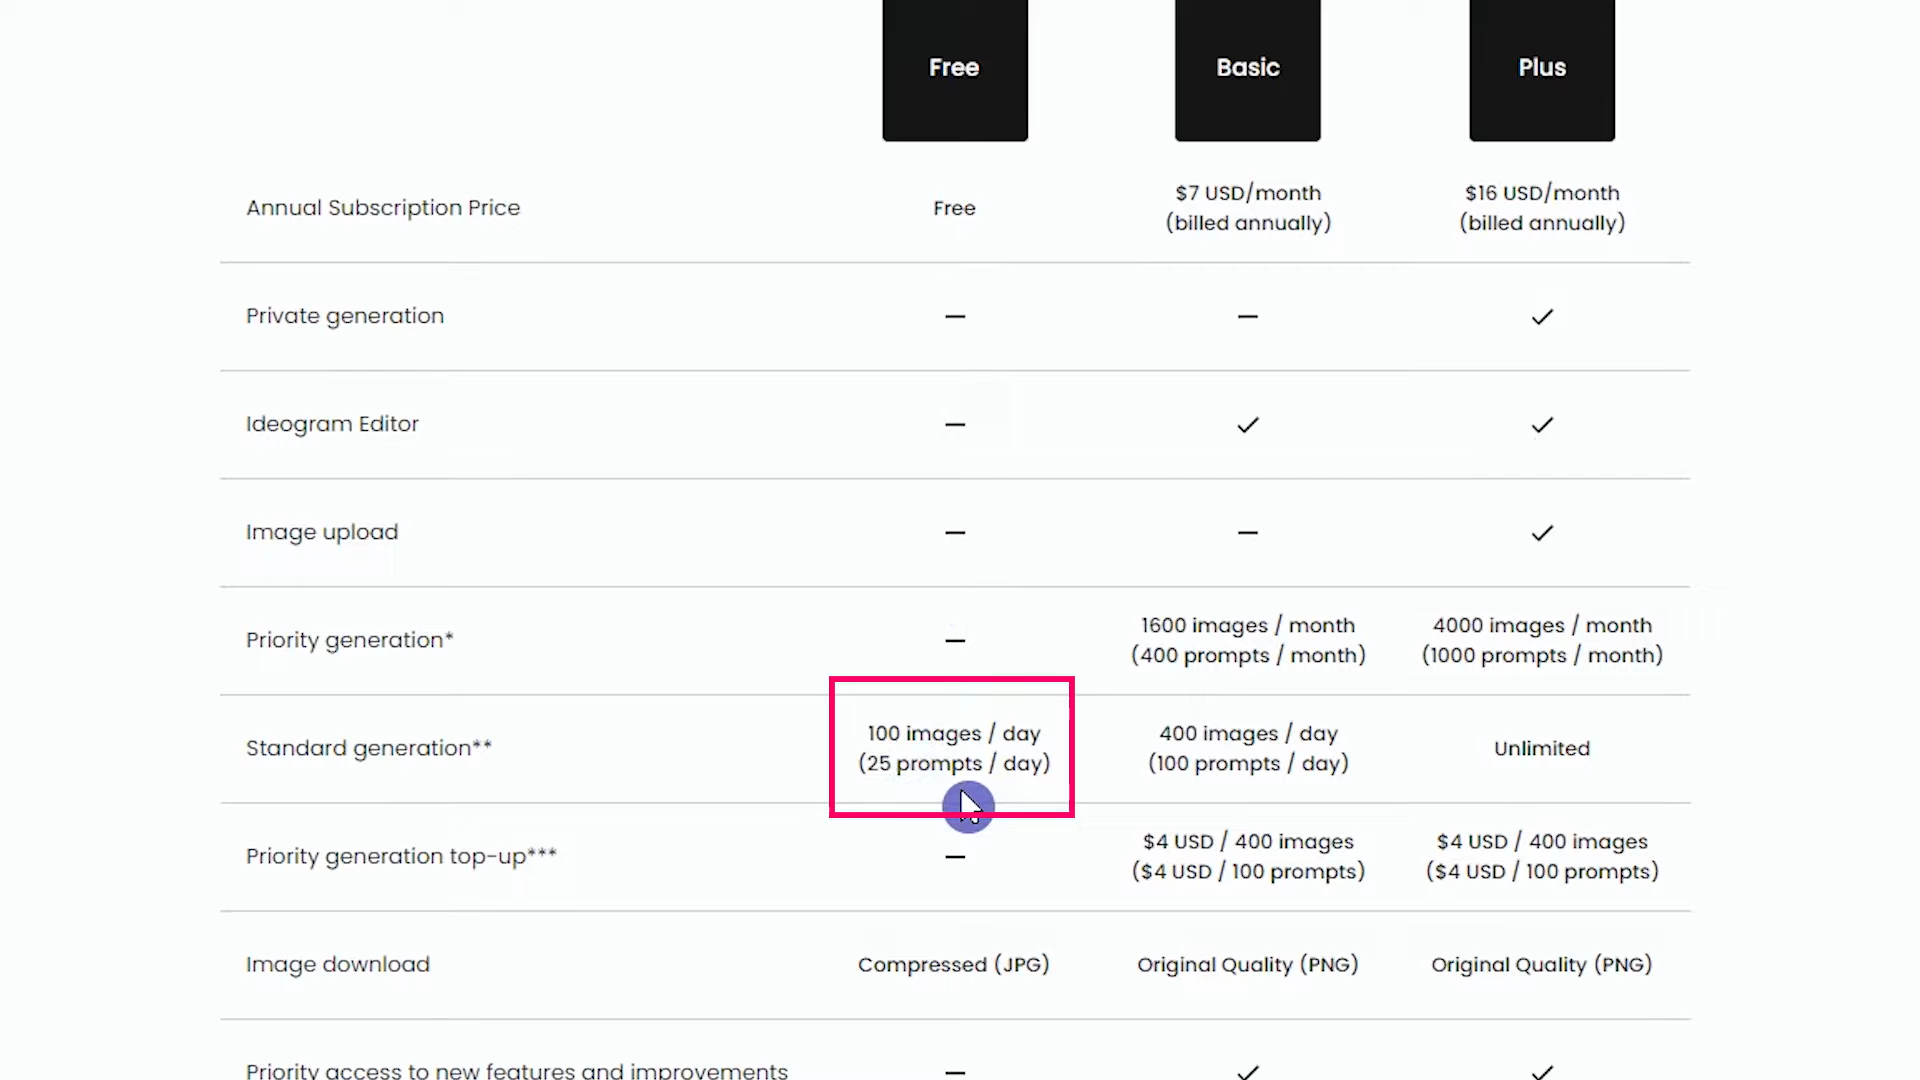 Free Basic Plus
Annual Subscription Price Free $7 USD/month (billed annually) $16 USD/month (billed annually)
Private generation — — ✓
Ideogram Editor — ✓ ✓
Image upload — — ✓
Priority generation* — 1600 images / month (400 prompts / month) 4000 images / month (1000 prompts / month)
Standard generation** 100 images / day (25 prompts / day) 400 images / day (100 prompts / day) Unlimited
Priority generation top-up*** — $4 USD / 400 images ($4 USD / 100 prompts) $4 USD / 400 images ($4 USD / 100 prompts)
Image download Compressed (JPG) Original Quality (PNG) Original Quality (PNG)
Priority access to new features and improvements — ✓ ✓